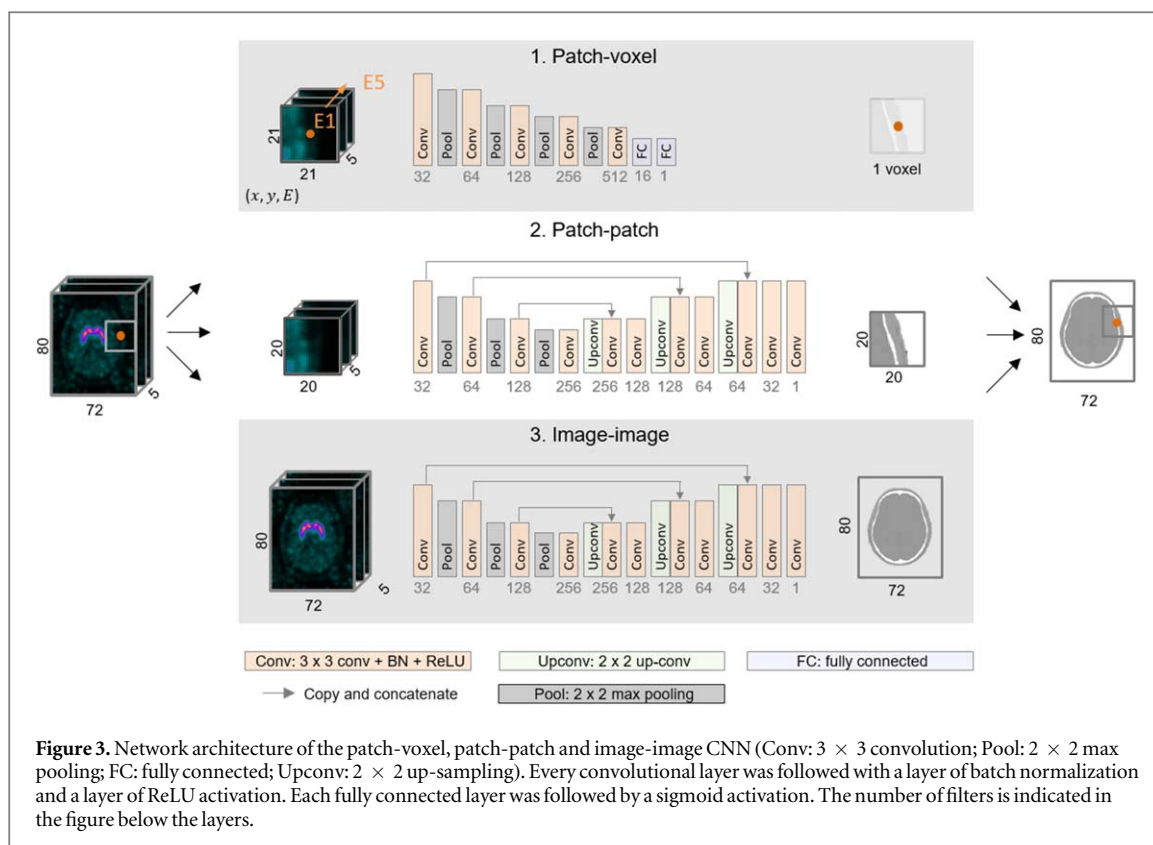 1. Patch-voxel
E5
E1
21
21
5
(x, y, E)
Conv Pool Conv Pool Conv Pool Conv Pool Conv FC FC
32 64 128 256 512 16 1
1 voxel
2. Patch-patch
80
72
5
20
20
5
Conv Pool Conv Pool Conv Pool Conv Upconv Conv Conv Upconv Conv Conv Upconv Conv Conv Conv
32 64 128 256 256 128 128 64 64 32 1
20
20
80
72
3. Image-image
80
72
5
Conv Pool Conv Pool Conv Pool Conv Upconv Conv Conv Upconv Conv Conv Upconv Conv Conv Conv
32 64 128 256 256 128 128 64 64 32 1
80
72
Conv: 3 x 3 conv + BN + ReLU
Upconv: 2 x 2 up-conv
FC: fully connected
Copy and concatenate
Pool: 2 x 2 max pooling
Figure 3. Network architecture of the patch-voxel, patch-patch and image-image CNN (Conv: 3 × 3 convolution; Pool: 2 × 2 max
pooling; FC: fully connected; Upconv: 2 × 2 up-sampling). Every convolutional layer was followed with a layer of batch normalization
and a layer of ReLU activation. Each fully connected layer was followed by a sigmoid activation. The number of filters is indicated in
the figure below the layers.